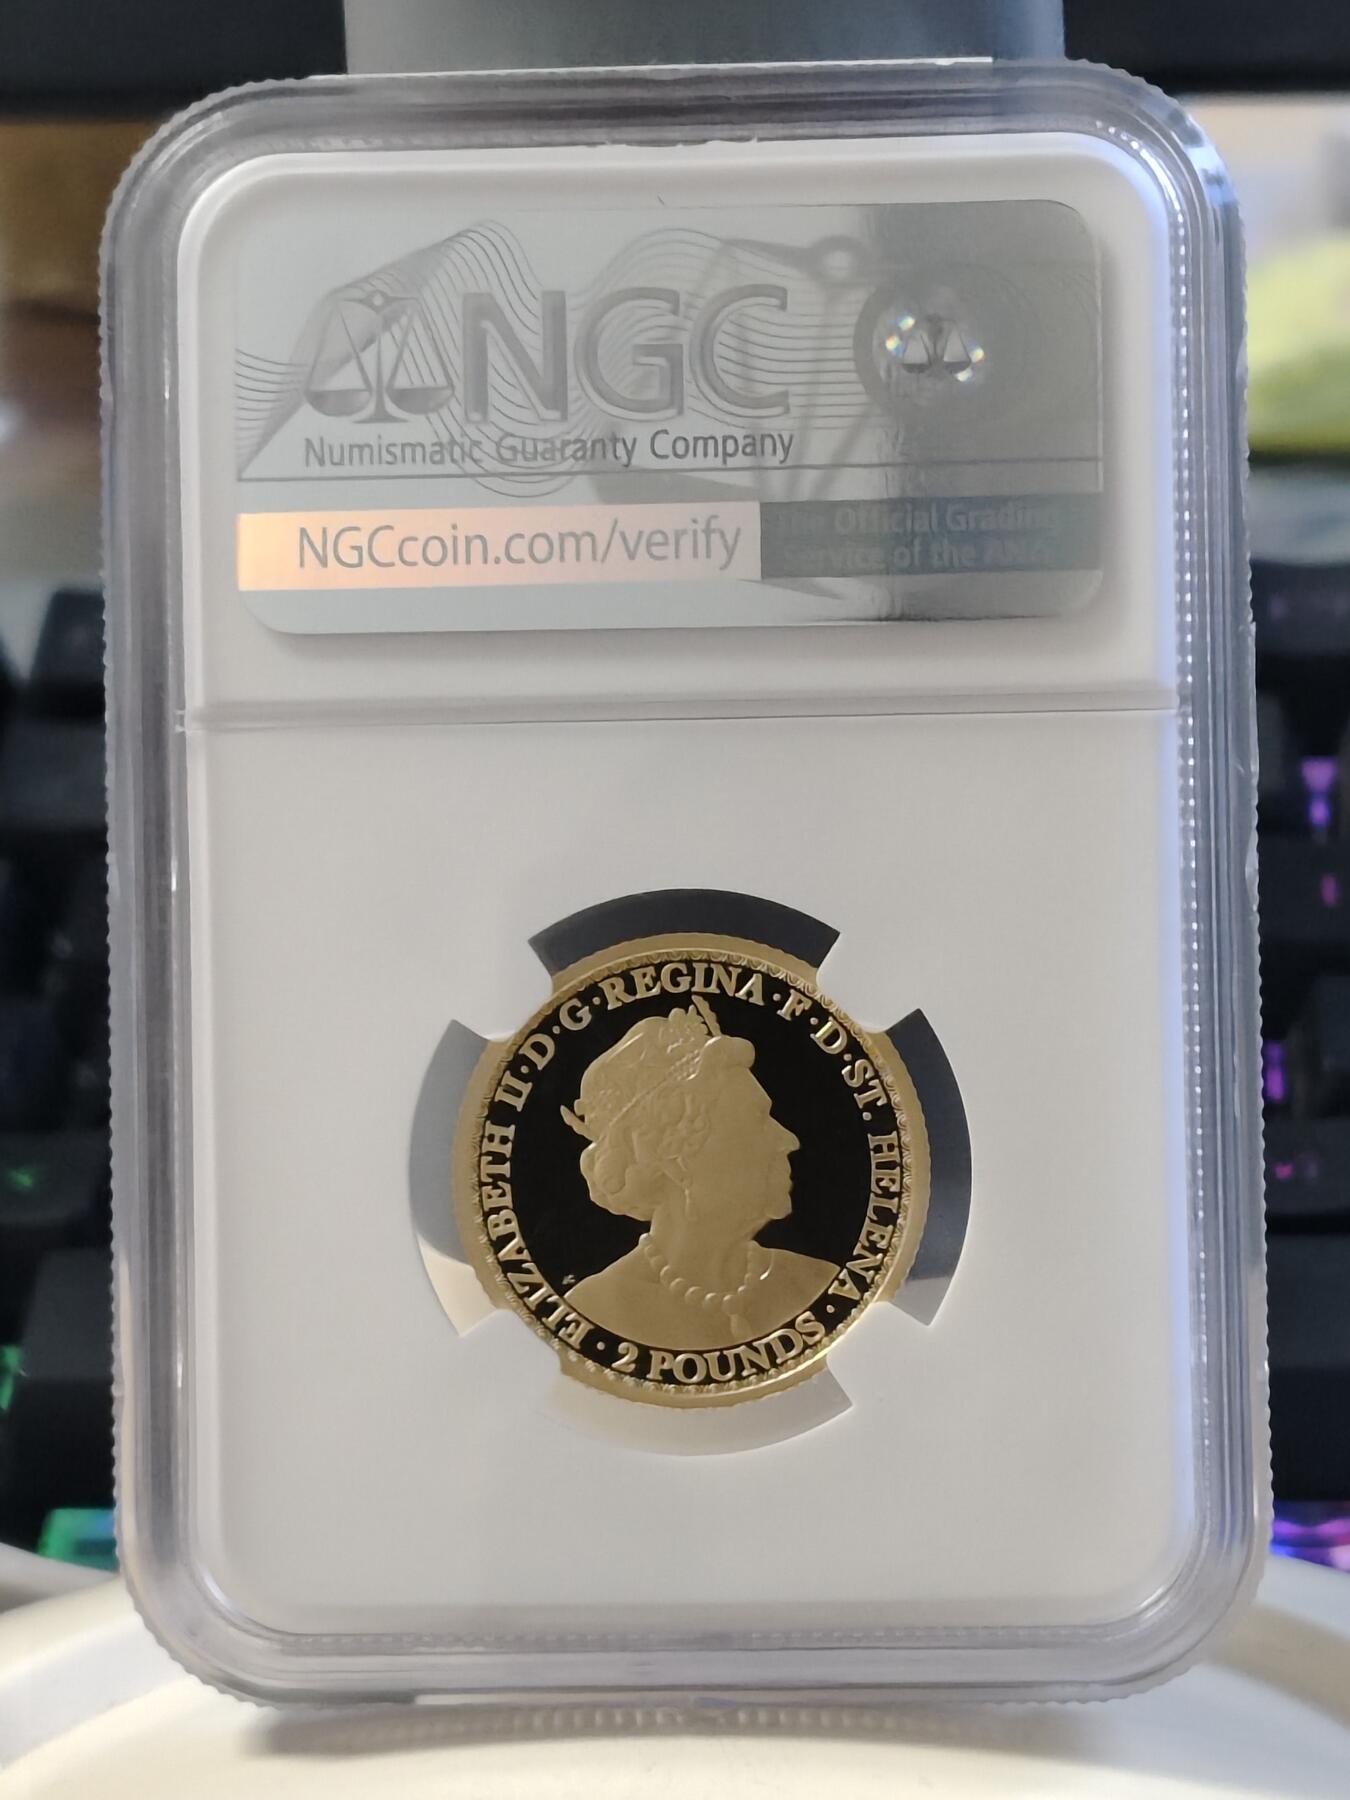 NGC
Numismatic Guaranty Company
NGCcoin.com/verify
The Official Grading
Service of the ANA
ELIZABETH II·D·G·REGINA·F·D·ST. HELENA·
2 POUNDS·